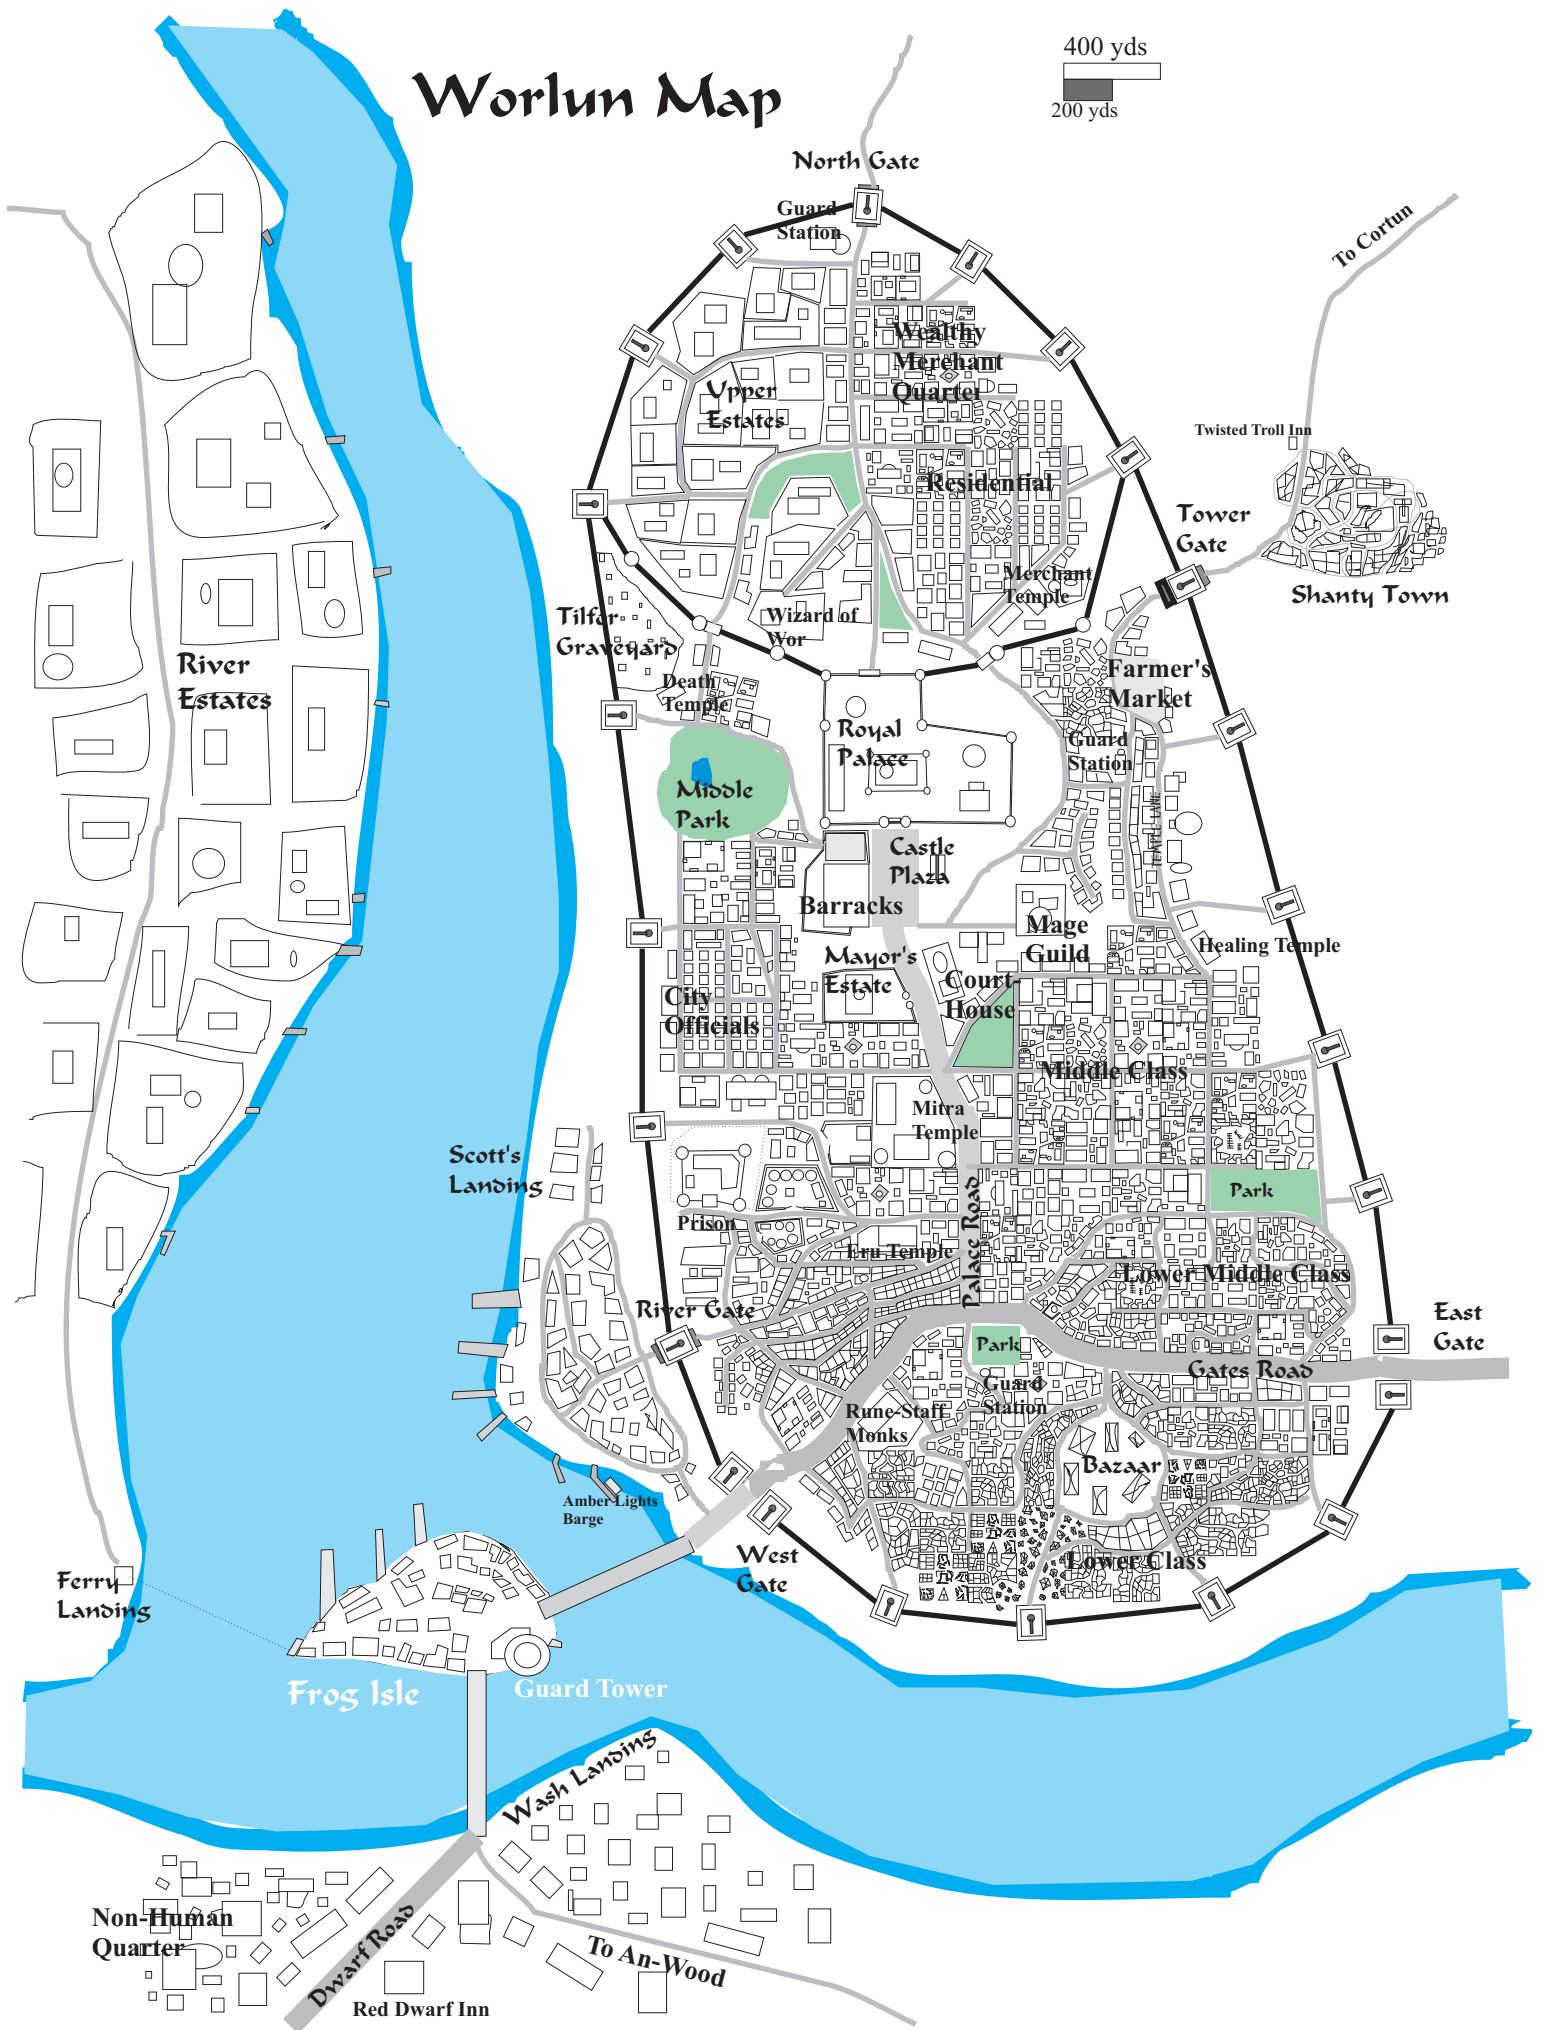 Worlun Map
400 yds
200 yds
North Gate
Guard
Station
To Cortun
Wealthy
Merchant
Quarter
Upper
Estates
Twisted Troll Inn
Residential
Tower
Gate
Shanty Town
Merchant
Temple
Wizard of
Wor
Tilfor
Graveyard
River
Estates
Death
Temple
Farmer's
Market
Royal
Palace
Guard
Station
Middle
Park
TEMPLE LANE
Castle
Plaza
Barracks
Mage
Guild
Healing Temple
Mayor's
Estate
Court-
House
City
Officials
Middle Class
Mitra
Temple
Scott's
Landing
Park
Prison
Palace Road
Eru Temple
Lower Middle Class
River Gate
East
Gate
Park
Gates Road
Guard
Station
Rune-Staff
Monks
Bazaar
Amber Lights
Barge
West
Gate
Lower Class
Ferry
Landing
Frog Isle
Guard Tower
Wash Landing
Non-Human
Quarter
Dwarf Road
To An-Wood
Red Dwarf Inn